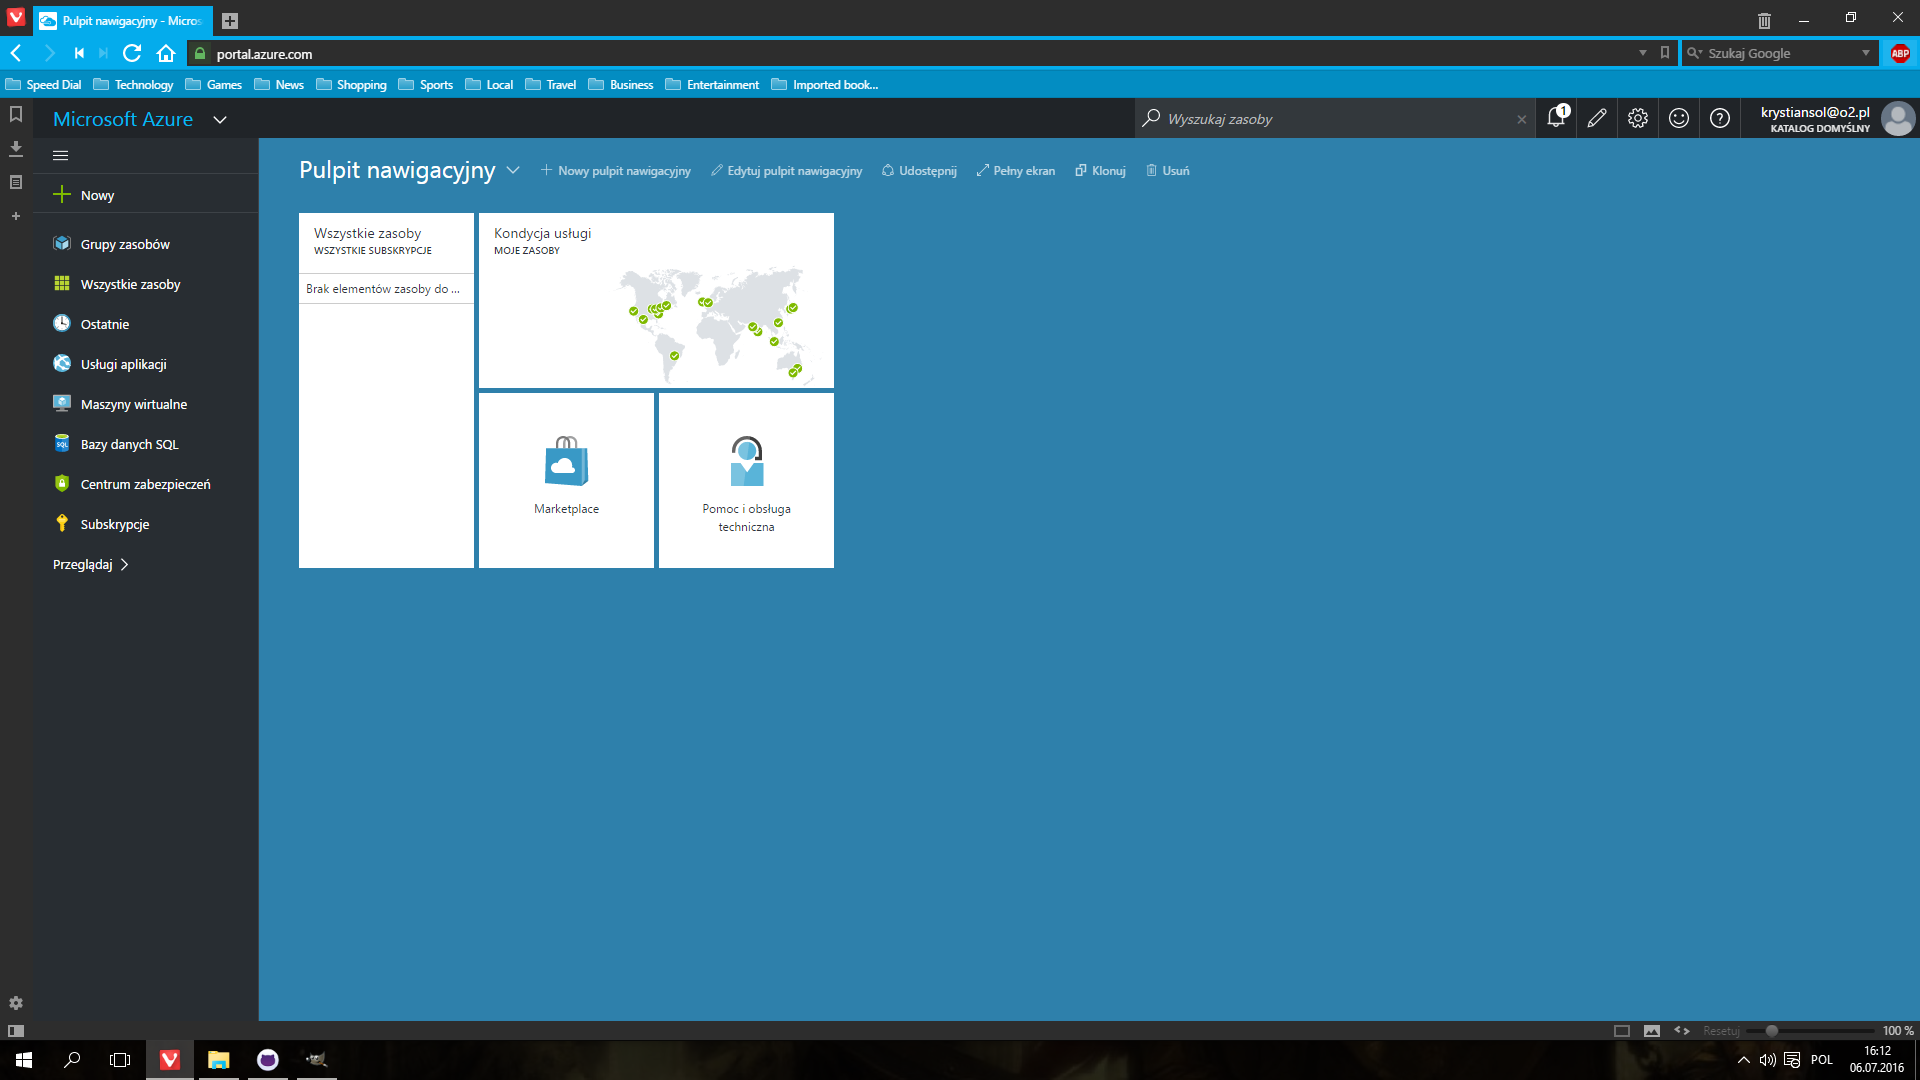 Pulpit nawigacyjny - Micros
portal.azure.com
Szukaj Google
ABP
Speed Dial
Technology
Games
News
Shopping
Sports
Local
Travel
Business
Entertainment
Imported book...
Microsoft Azure
Wyszukaj zasoby
1
krystiansol@o2.pl
KATALOG DOMYŚLNY
Nowy
Grupy zasobów
Wszystkie zasoby
Ostatnie
Usługi aplikacji
Maszyny wirtualne
SQL
Bazy danych SQL
Centrum zabezpieczeń
Subskrypcje
Przeglądaj
Pulpit nawigacyjny
Nowy pulpit nawigacyjny
Edytuj pulpit nawigacyjny
Udostępnij
Pełny ekran
Klonuj
Usuń
Wszystkie zasoby
WSZYSTKIE SUBSKRYPCJE
Brak elementów zasoby do ...
Kondycja usługi
MOJE ZASOBY
Marketplace
Pomoc i obsługa
techniczna
Resetuj
100 %
POL
16:12
06.07.2016